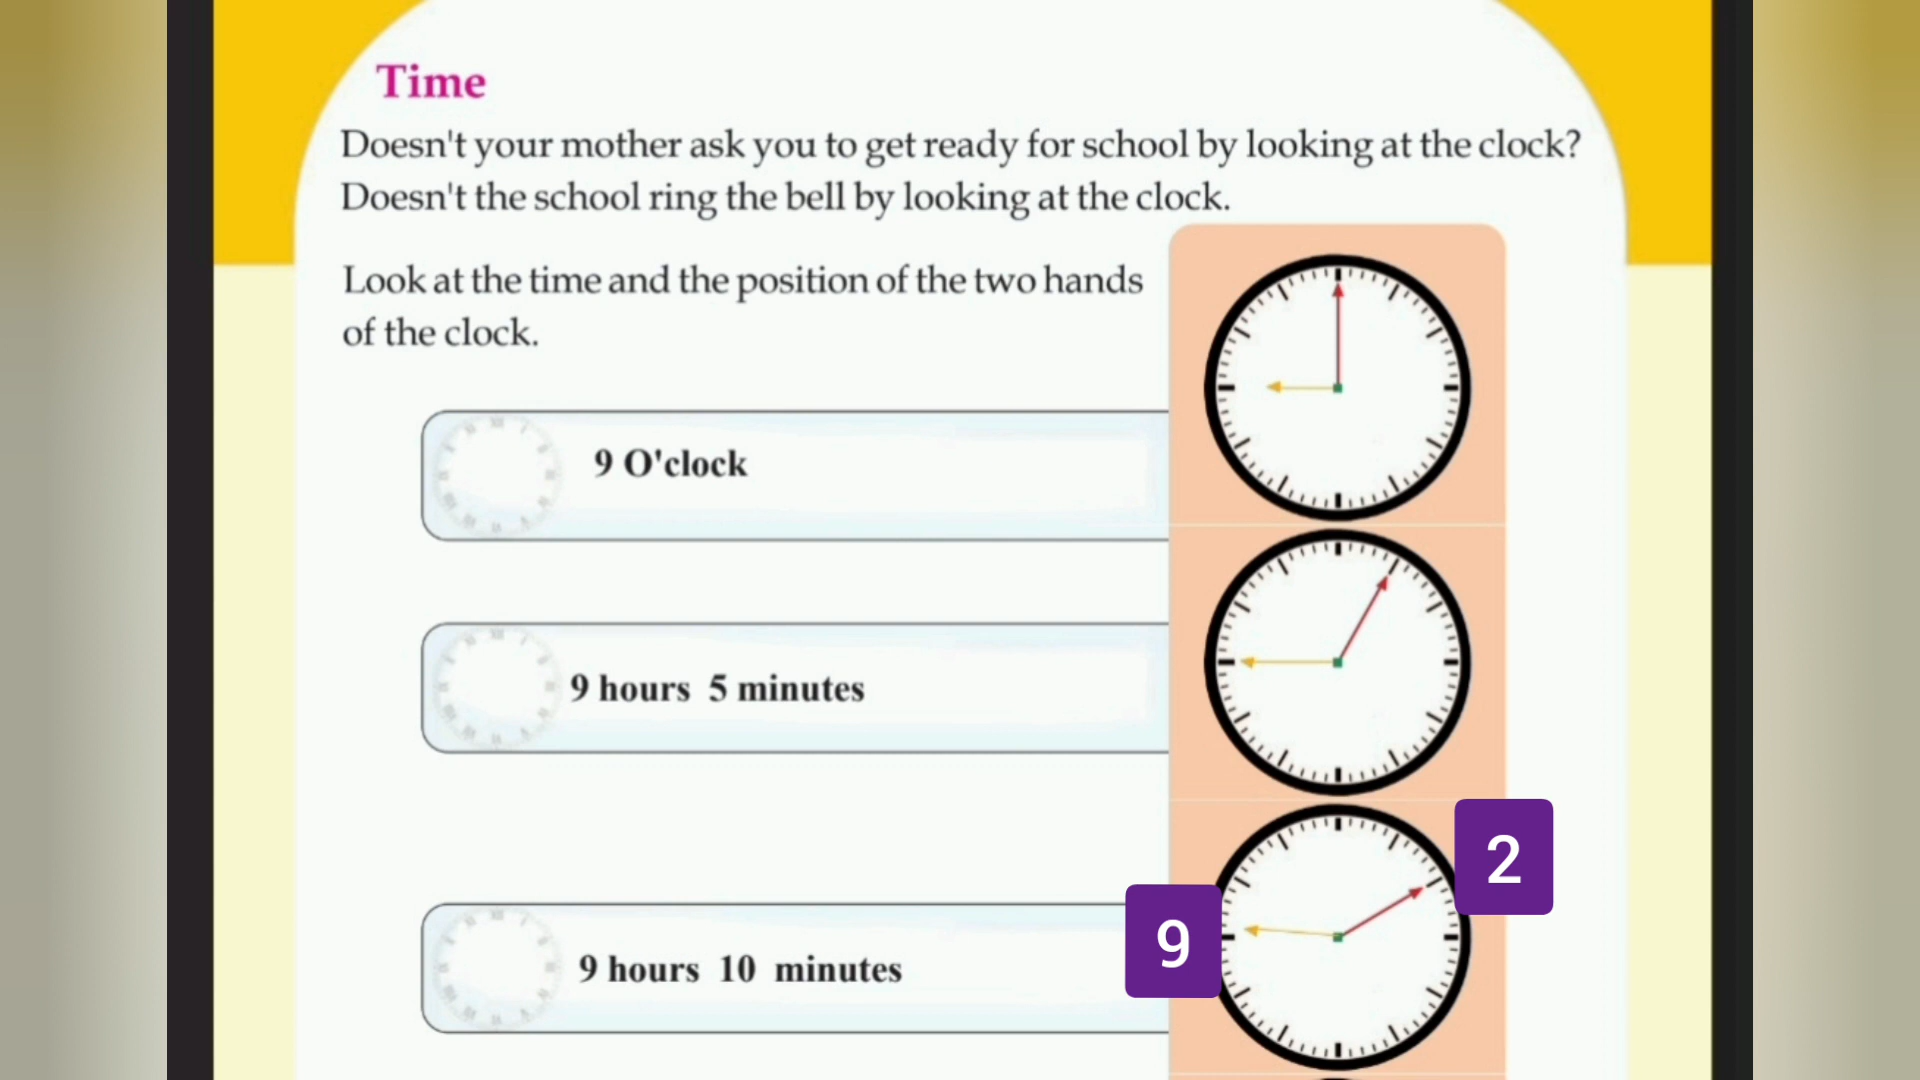 Time
Doesn't your mother ask you to get ready for school by looking at the clock?
Doesn't the school ring the bell by looking at the clock.
Look at the time and the position of the two hands
of the clock.
9 O'clock
9 hours 5 minutes
2
9
9 hours 10 minutes